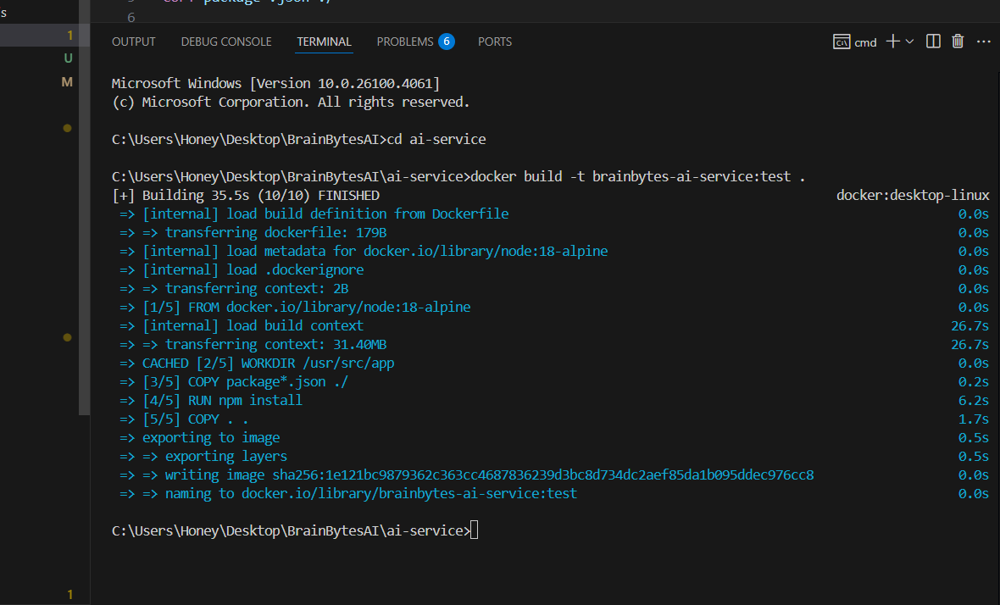 s
6
1
U
M
OUTPUT DEBUG CONSOLE TERMINAL PROBLEMS 6 PORTS cmd
Microsoft Windows [Version 10.0.26100.4061]
(c) Microsoft Corporation. All rights reserved.
C:\Users\Honey\Desktop\BrainBytesAI>cd ai-service
C:\Users\Honey\Desktop\BrainBytesAI\ai-service>docker build -t brainbytes-ai-service:test .
[+] Building 35.5s (10/10) FINISHED docker:desktop-linux
=> [internal] load build definition from Dockerfile 0.0s
=> => transferring dockerfile: 179B 0.0s
=> [internal] load metadata for docker.io/library/node:18-alpine 0.0s
=> [internal] load .dockerignore 0.0s
=> => transferring context: 2B 0.0s
=> [1/5] FROM docker.io/library/node:18-alpine 0.0s
=> [internal] load build context 26.7s
=> => transferring context: 31.40MB 26.7s
=> CACHED [2/5] WORKDIR /usr/src/app 0.0s
=> [3/5] COPY package*.json ./ 0.2s
=> [4/5] RUN npm install 6.2s
=> [5/5] COPY . . 1.7s
=> exporting to image 0.5s
=> => exporting layers 0.5s
=> => writing image sha256:1e121bc9879362c363cc4687836239d3bc8d734dc2aef85da1b095ddec976cc8 0.0s
=> => naming to docker.io/library/brainbytes-ai-service:test 0.0s
C:\Users\Honey\Desktop\BrainBytesAI\ai-service>
1